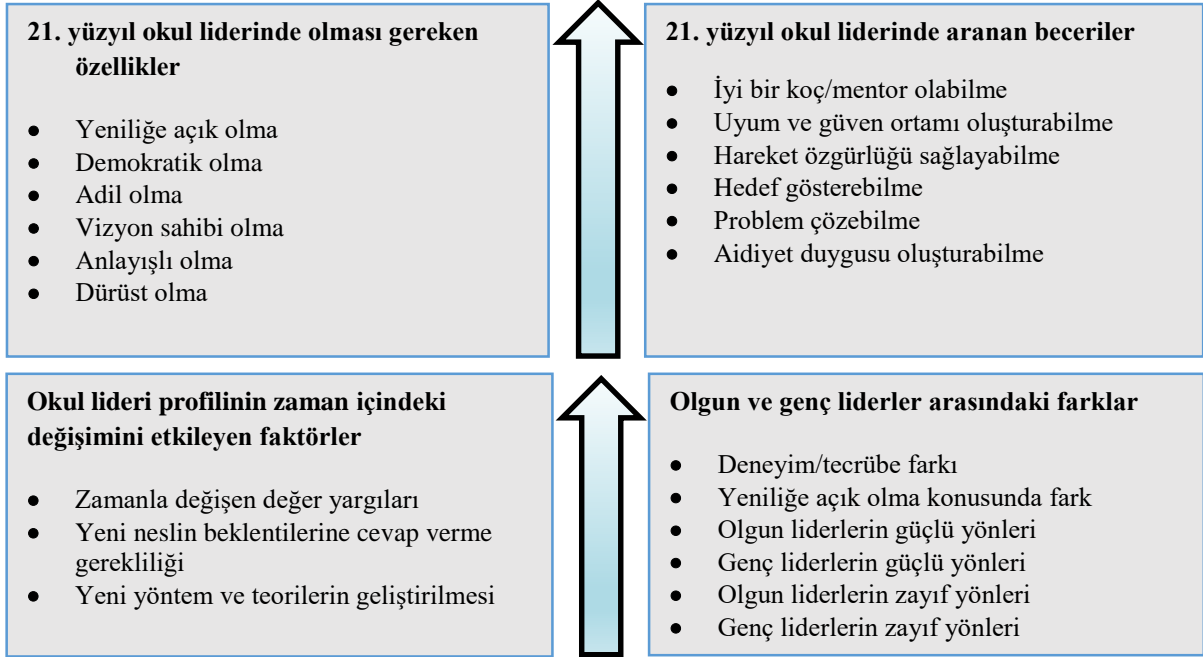 21. yüzyıl okul liderinde olması gereken
özellikler
• Yeniliğe açık olma
• Demokratik olma
• Adil olma
• Vizyon sahibi olma
• Anlayışlı olma
• Dürüst olma
21. yüzyıl okul liderinde aranan beceriler
• İyi bir koç/mentor olabilme
• Uyum ve güven ortamı oluşturabilme
• Hareket özgürlüğü sağlayabilme
• Hedef gösterebilme
• Problem çözebilme
• Aidiyet duygusu oluşturabilme
Okul lideri profilinin zaman içindeki
değişimini etkileyen faktörler
• Zamanla değişen değer yargıları
• Yeni neslin beklentilerine cevap verme
gerekliliği
• Yeni yöntem ve teorilerin geliştirilmesi
Olgun ve genç liderler arasındaki farklar
• Deneyim/tecrübe farkı
• Yeniliğe açık olma konusunda fark
• Olgun liderlerin güçlü yönleri
• Genç liderlerin güçlü yönleri
• Olgun liderlerin zayıf yönleri
• Genç liderlerin zayıf yönleri